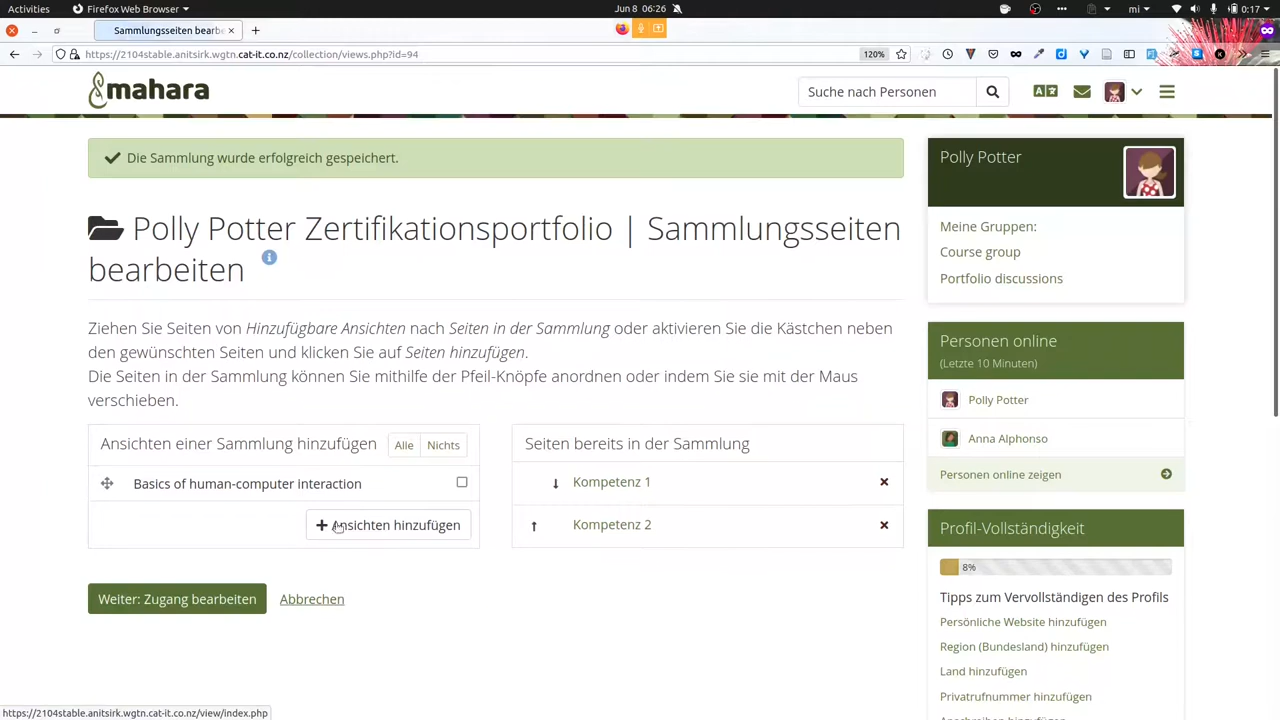 Activities
Firefox Web Browser
Jun 8 06:26
mi
0:17
Sammlungsseiten bearb
https://2104stable.anitsirk.wgtn.cat-it.co.nz/collection/views.php?id=94
120%
mahara
Suche nach Personen
Die Sammlung wurde erfolgreich gespeichert.
Polly Potter Zertifikationsportfolio | Sammlungsseiten
bearbeiten
Ziehen Sie Seiten von Hinzufügbare Ansichten nach Seiten in der Sammlung oder aktivieren Sie die Kästchen neben
den gewünschten Seiten und klicken Sie auf Seiten hinzufügen.
Die Seiten in der Sammlung können Sie mithilfe der Pfeil-Knöpfe anordnen oder indem Sie sie mit der Maus
verschieben.
Ansichten einer Sammlung hinzufügen
Alle
Nichts
Basics of human-computer interaction
Ansichten hinzufügen
Seiten bereits in der Sammlung
Kompetenz 1
Kompetenz 2
Weiter: Zugang bearbeiten
Abbrechen
Polly Potter
Meine Gruppen:
Course group
Portfolio discussions
Personen online
(Letzte 10 Minuten)
Polly Potter
Anna Alphonso
Personen online zeigen
Profil-Vollständigkeit
8%
Tipps zum Vervollständigen des Profils
Persönliche Website hinzufügen
Region (Bundesland) hinzufügen
Land hinzufügen
Privatrufnummer hinzufügen
https://2104stable.anitsirk.wgtn.cat-it.co.nz/view/index.php